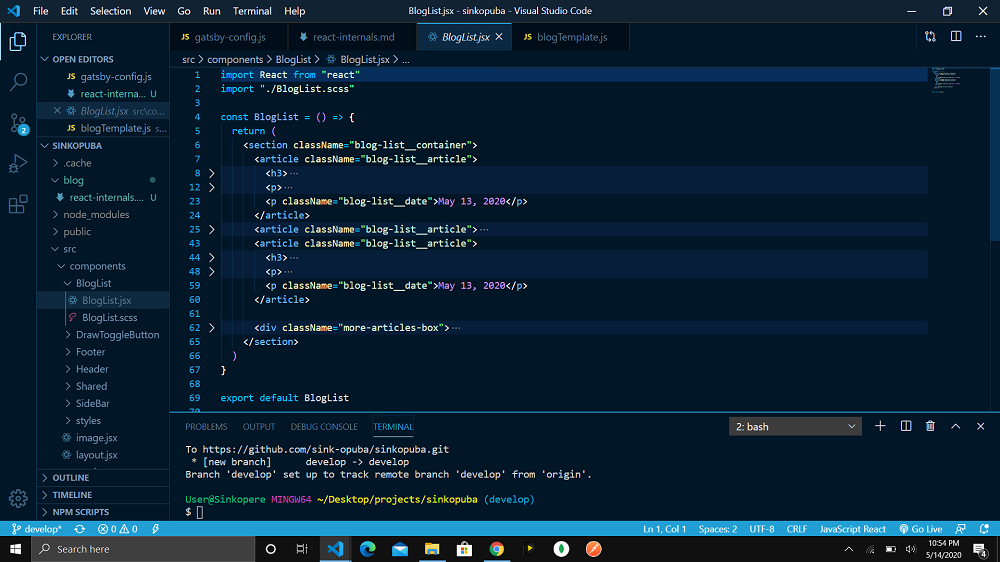 File Edit Selection View Go Run Terminal Help BlogList.jsx - sinkopuba - Visual Studio Code
EXPLORER
OPEN EDITORS
JS gatsby-config.js
react-interna... U
BlogList.jsx src\co...
JS blogTemplate.js s...
SINKOPUBA
.cache
blog
react-internals.... U
node_modules
public
src
components
BlogList
BlogList.jsx
BlogList.scss
DrawToggleButton
Footer
Header
Shared
SideBar
styles
image.jsx
layout.jsx
OUTLINE
TIMELINE
NPM SCRIPTS
2
JS gatsby-config.js react-internals.md BlogList.jsx JS blogTemplate.js
src > components > BlogList > BlogList.jsx > ...
1 import React from "react"
2 import "./BlogList.scss"
3
4 const BlogList = () => {
5 return (
6 <section className="blog-list__container">
7 <article className="blog-list__article">
8 <h3>...
12 <p>...
23 <p className="blog-list__date">May 13, 2020</p>
24 </article>
25 <article className="blog-list__article">...
43 <article className="blog-list__article">
44 <h3>...
48 <p>...
59 <p className="blog-list__date">May 13, 2020</p>
60 </article>
61
62 <div className="more-articles-box">...
65 </section>
66 )
67 }
68
69 export default BlogList
PROBLEMS OUTPUT DEBUG CONSOLE TERMINAL 2: bash
To https://github.com/sink-opuba/sinkopuba.git
* [new branch] develop -> develop
Branch 'develop' set up to track remote branch 'develop' from 'origin'.
User@Sinkopere MINGW64 ~/Desktop/projects/sinkopuba (develop)
$
develop* 0 0 Ln 1, Col 1 Spaces: 2 UTF-8 CRLF JavaScript React Go Live
Search here
10:54 PM
5/14/2020
4